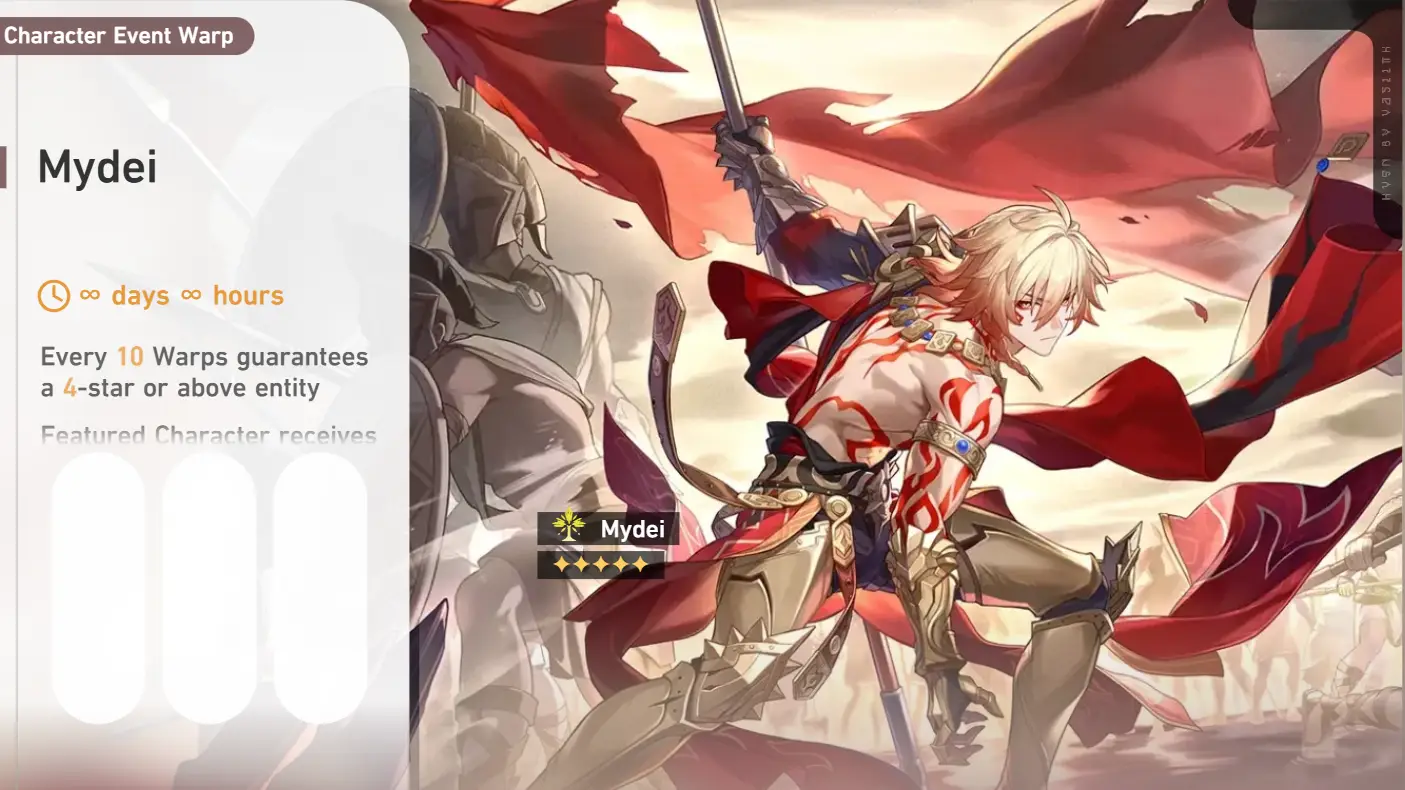 Character Event Warp
Mydei
∞ days ∞ hours
Every 10 Warps guarantees
a 4-star or above entity
Featured Character receives
Mydei